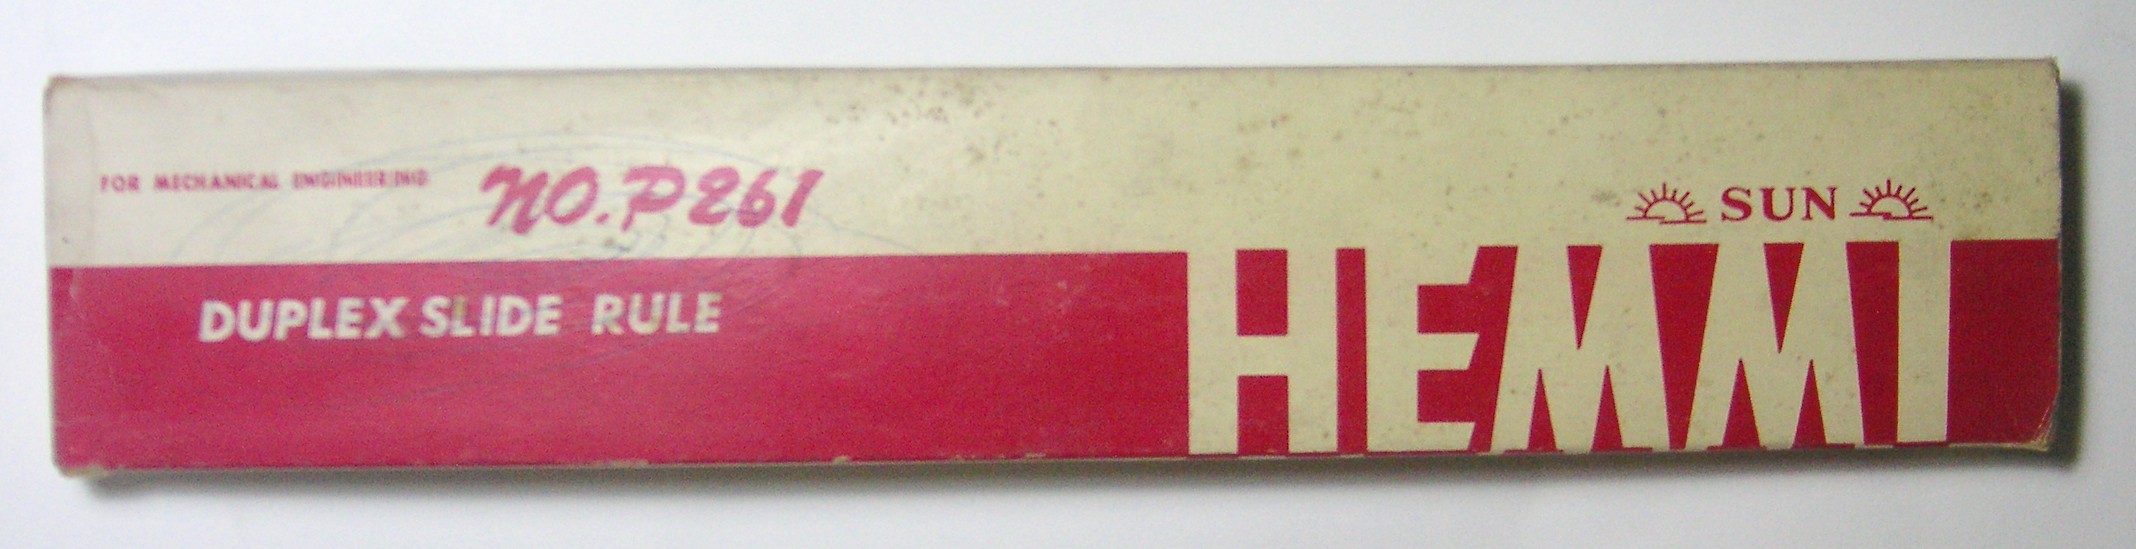 FOR MECHANICAL ENGINEERING
NO. P261
DUPLEX SLIDE RULE
SUN
HEMMI